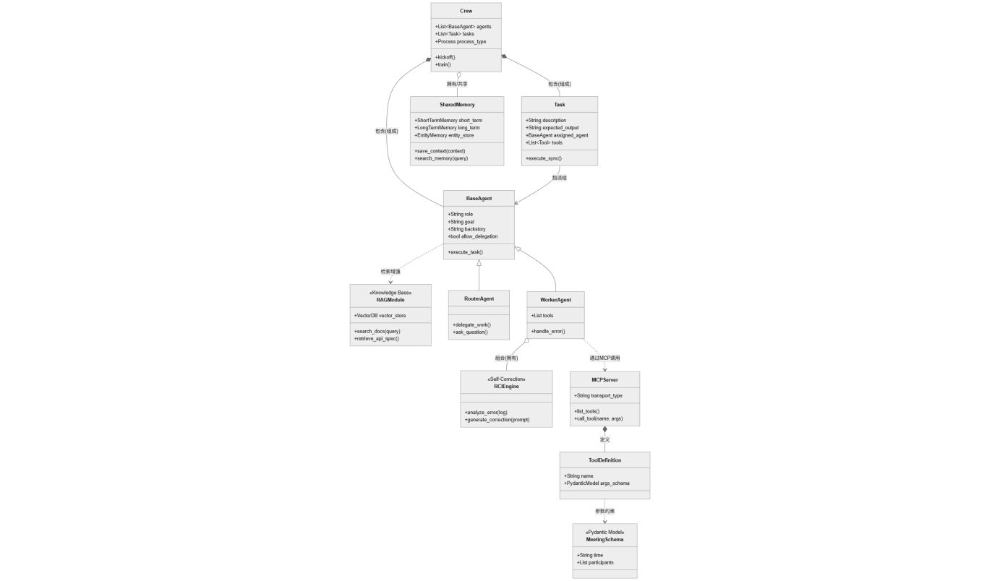 Crew
+List<BaseAgent> agents
+List<Task> tasks
+Process process_type
+kickoff()
+train()
拥有/共享
包含(组成)
包含(组成)
SharedMemory
+ShortTermMemory short_term
+LongTermMemory long_term
+EntityMemory entity_store
+save_context(context)
+search_memory(query)
Task
+String description
+String expected_output
+BaseAgent assigned_agent
+List<Tool> tools
+execute_sync()
指派给
BaseAgent
+String role
+String goal
+String backstory
+bool allow_delegation
+execute_task()
检索增强
«Knowledge Base»
RAGModule
+VectorDB vector_store
+search_docs(query)
+retrieve_api_spec()
RouterAgent
+delegate_work()
+ask_question()
WorkerAgent
+List tools
+handle_error()
组合(拥有)
通过MCP调用
«Self-Correction»
RCIEngine
+analyze_error(log)
+generate_correction(prompt)
MCPServer
+String transport_type
+list_tools()
+call_tool(name, args)
定义
ToolDefinition
+String name
+PydanticModel args_schema
参数约束
«Pydantic Model»
MeetingSchema
+String time
+List participants